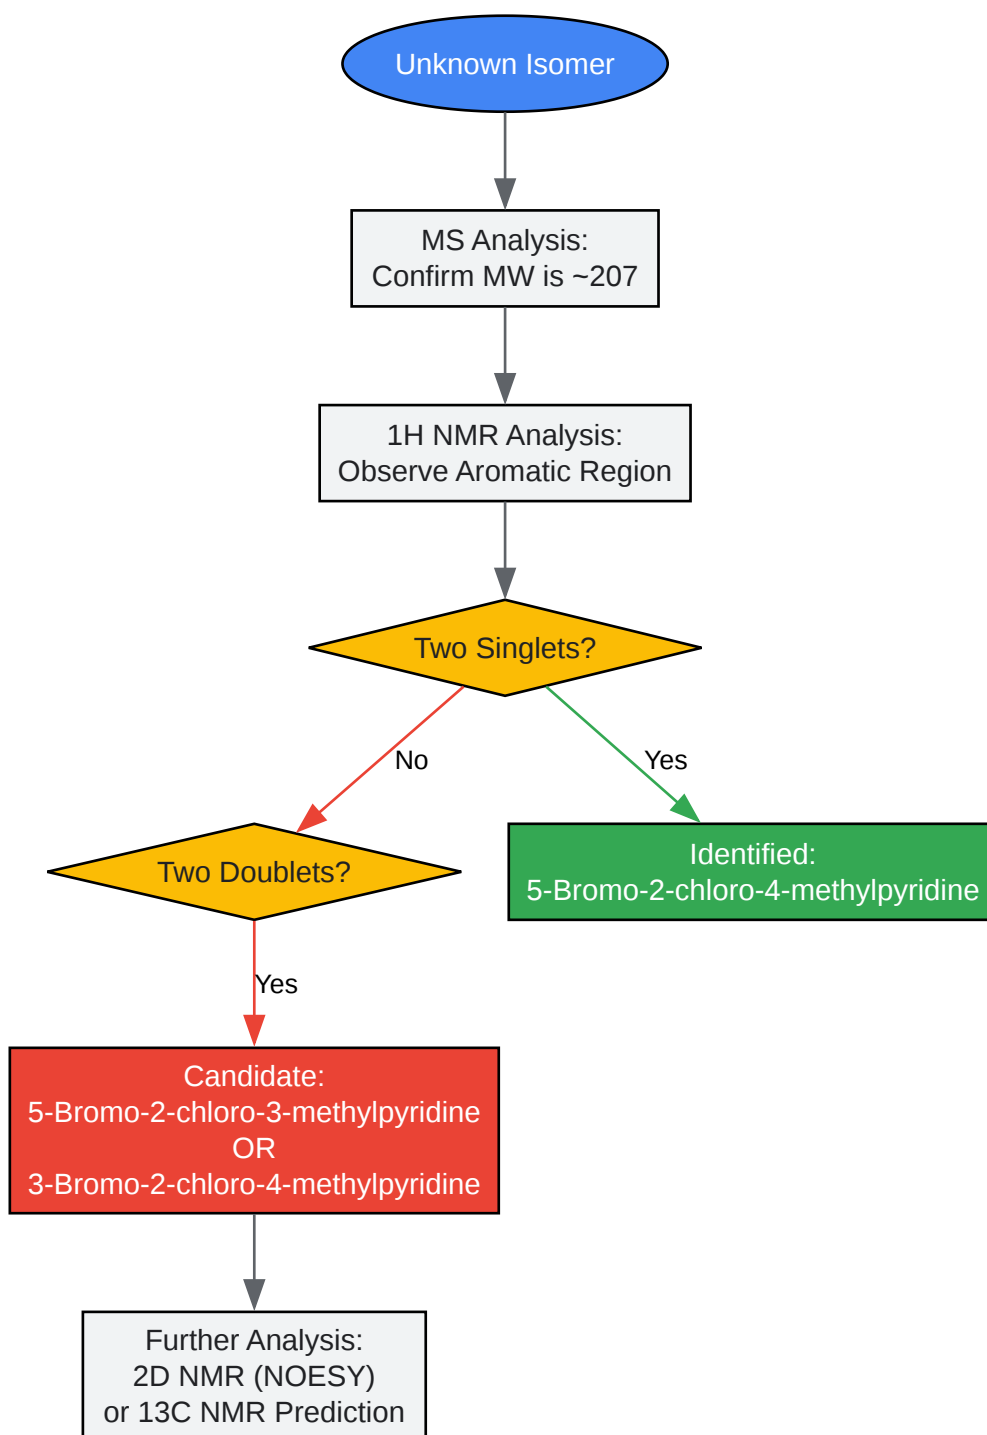 Unknown Isomer
MS Analysis:
Confirm MW is ~207
1H NMR Analysis:
Observe Aromatic Region
Two Singlets?
No
Yes
Two Doublets?
Identified:
5-Bromo-2-chloro-4-methylpyridine
Yes
Candidate:
5-Bromo-2-chloro-3-methylpyridine
OR
3-Bromo-2-chloro-4-methylpyridine
Further Analysis:
2D NMR (NOESY)
or 13C NMR Prediction